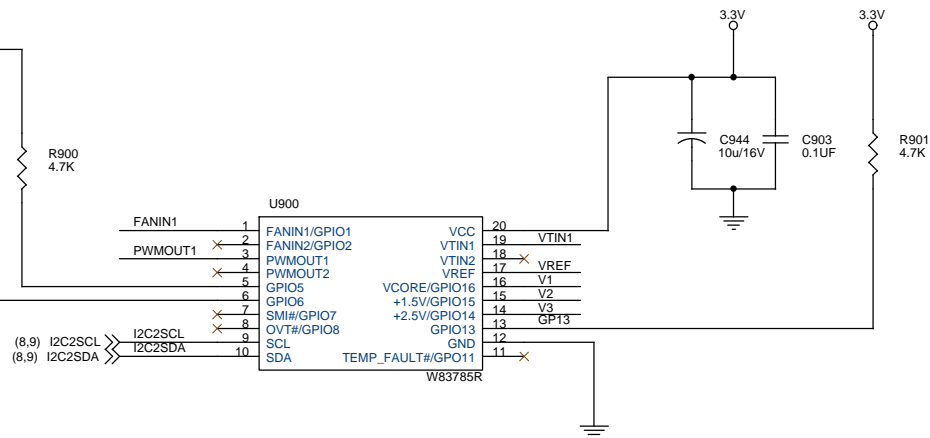 3.3V
3.3V
R900
4.7K
C944
10u/16V
C903
0.1UF
R901
4.7K
U900
FANIN1 1 FANIN1/GPIO1 VCC 20
2 FANIN2/GPIO2 VTIN1 19 VTIN1
PWMOUT1 3 PWMOUT1 VTIN2 18
4 PWMOUT2 VREF 17 VREF
5 GPIO5 VCORE/GPIO16 16 V1
6 GPIO6 +1.5V/GPIO15 15 V2
7 SMI#/GPIO7 +2.5V/GPIO14 14 V3
8 OVT#/GPIO8 GPIO13 13 GP13
(8,9) I2C2SCL I2C2SCL 9 SCL GND 12
(8,9) I2C2SDA I2C2SDA 10 SDA TEMP_FAULT#/GPO11 11
W83785R